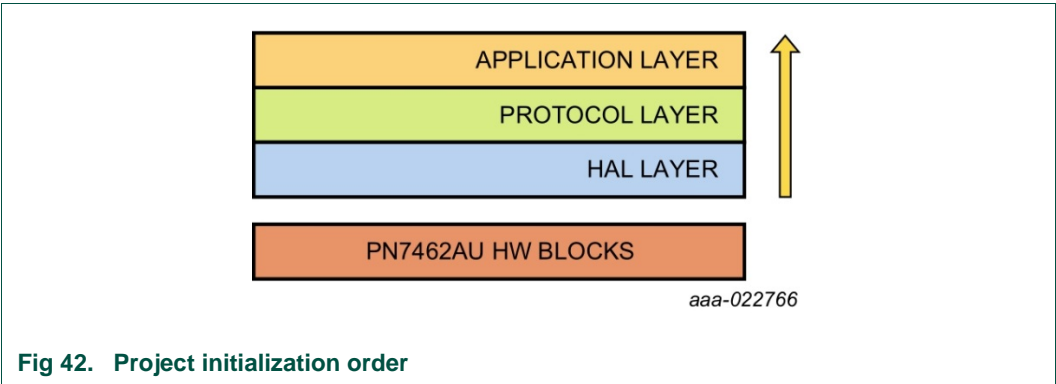 APPLICATION LAYER
PROTOCOL LAYER
HAL LAYER
PN7462AU HW BLOCKS
aaa-022766
Fig 42. Project initialization order